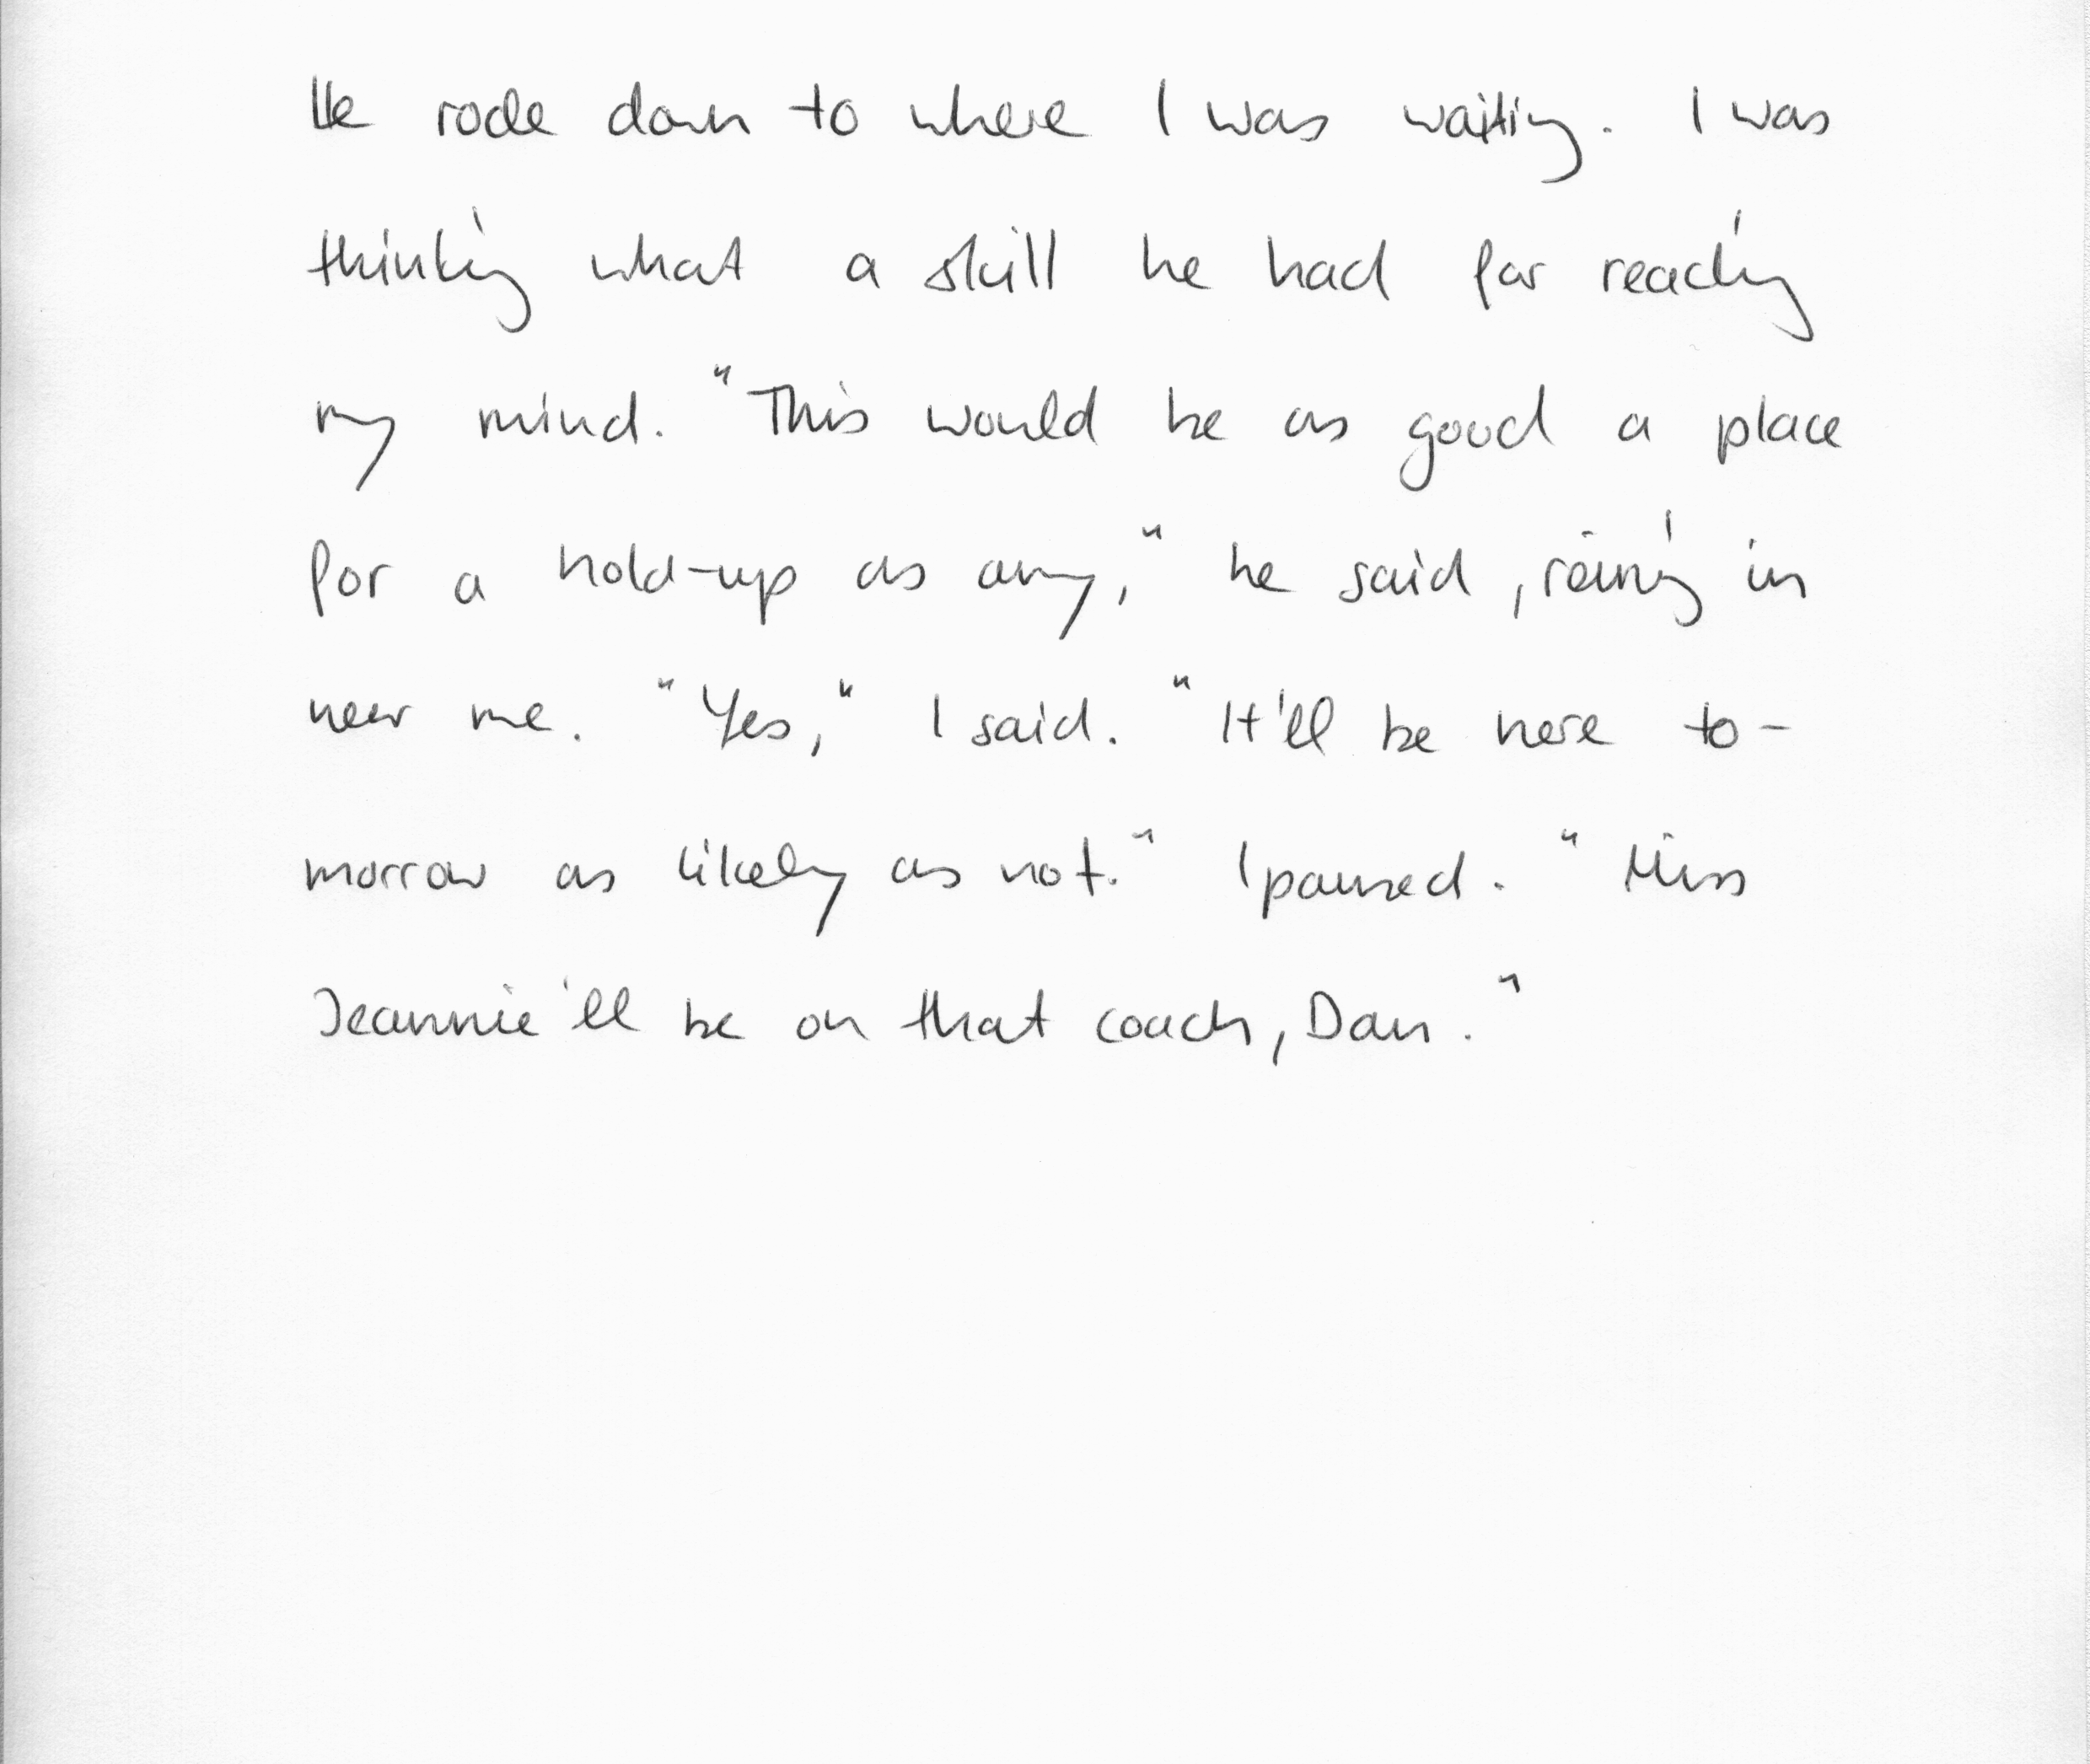 He rode down to where I was waiting. I was
thinking what a skill he had for reading
my mind. "This would be as good a place
for a hold-up as any," he said, reining in
near me. "Yes," I said. "It'll be here to-
morrow as likely as not." I paused. "Miss
Jeannie'll be on that coach, Dan."